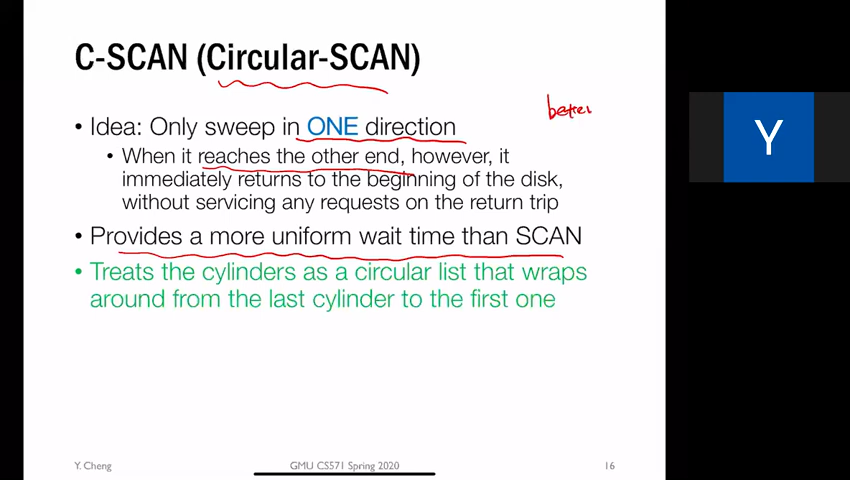 C-SCAN (Circular-SCAN)
better
• Idea: Only sweep in ONE direction
• When it reaches the other end, however, it
immediately returns to the beginning of the disk,
without servicing any requests on the return trip
• Provides a more uniform wait time than SCAN
• Treats the cylinders as a circular list that wraps
around from the last cylinder to the first one
Y. Cheng
GMU CS571 Spring 2020
16
Y